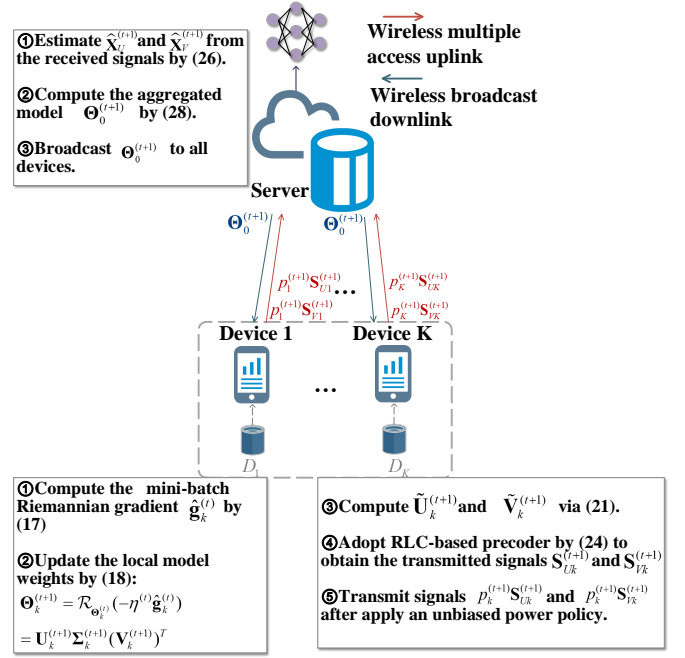 ①Estimate X̂_U^(t+1) and X̂_V^(t+1) from
the received signals by (26).
②Compute the aggregated
model Θ_0^(t+1) by (28).
③Broadcast Θ_0^(t+1) to all
devices.
Wireless multiple
access uplink
Wireless broadcast
downlink
Server
Θ_0^(t+1)
Θ_0^(t+1)
p_1^(t+1) S_U1^(t+1)
p_1^(t+1) S_V1^(t+1)
...
p_K^(t+1) S_UK^(t+1)
p_K^(t+1) S_VK^(t+1)
Device 1
Device K
...
D_1
D_K
①Compute the mini-batch
Riemannian gradient ĝ_k^(t) by
(17)
②Update the local model
weights by (18):
Θ_k^(t+1) = R_Θ_k^(t) (-η^(t) ĝ_k^(t))
= U_k^(t+1) Σ_k^(t+1) (V_k^(t+1))^T
③Compute Ũ_k^(t+1) and Ṽ_k^(t+1) via (21).
④Adopt RLC-based precoder by (24) to
obtain the transmitted signals S_Uk^(t+1) and S_Vk^(t+1)
⑤Transmit signals p_k^(t+1) S_Uk^(t+1) and p_k^(t+1) S_Vk^(t+1)
after apply an unbiased power policy.